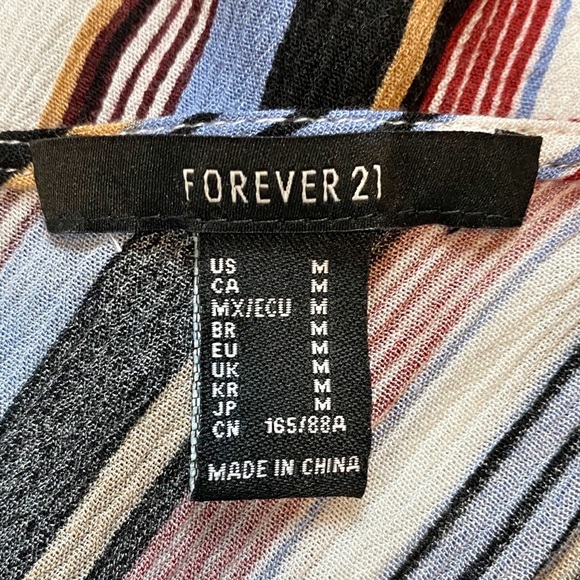 FOREVER 21
US M
CA M
MX/ECU M
BR M
EU M
UK M
KR M
JP M
CN 165/88A
MADE IN CHINA